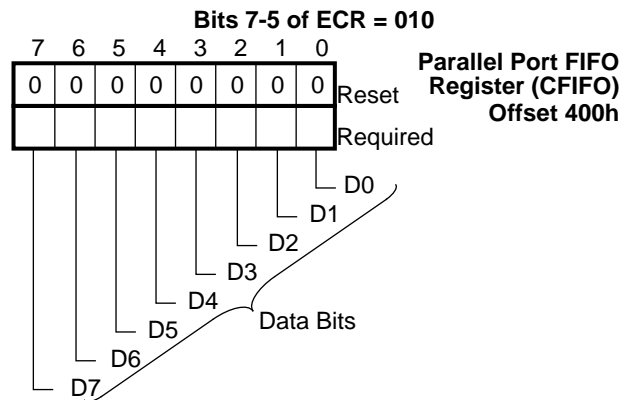 Bits 7-5 of ECR = 010
7 6 5 4 3 2 1 0
Parallel Port FIFO
Register (CFIFO)
Offset 400h
0 0 0 0 0 0 0 0 Reset
Required
D0
D1
D2
D3
D4
D5
D6
D7
Data Bits